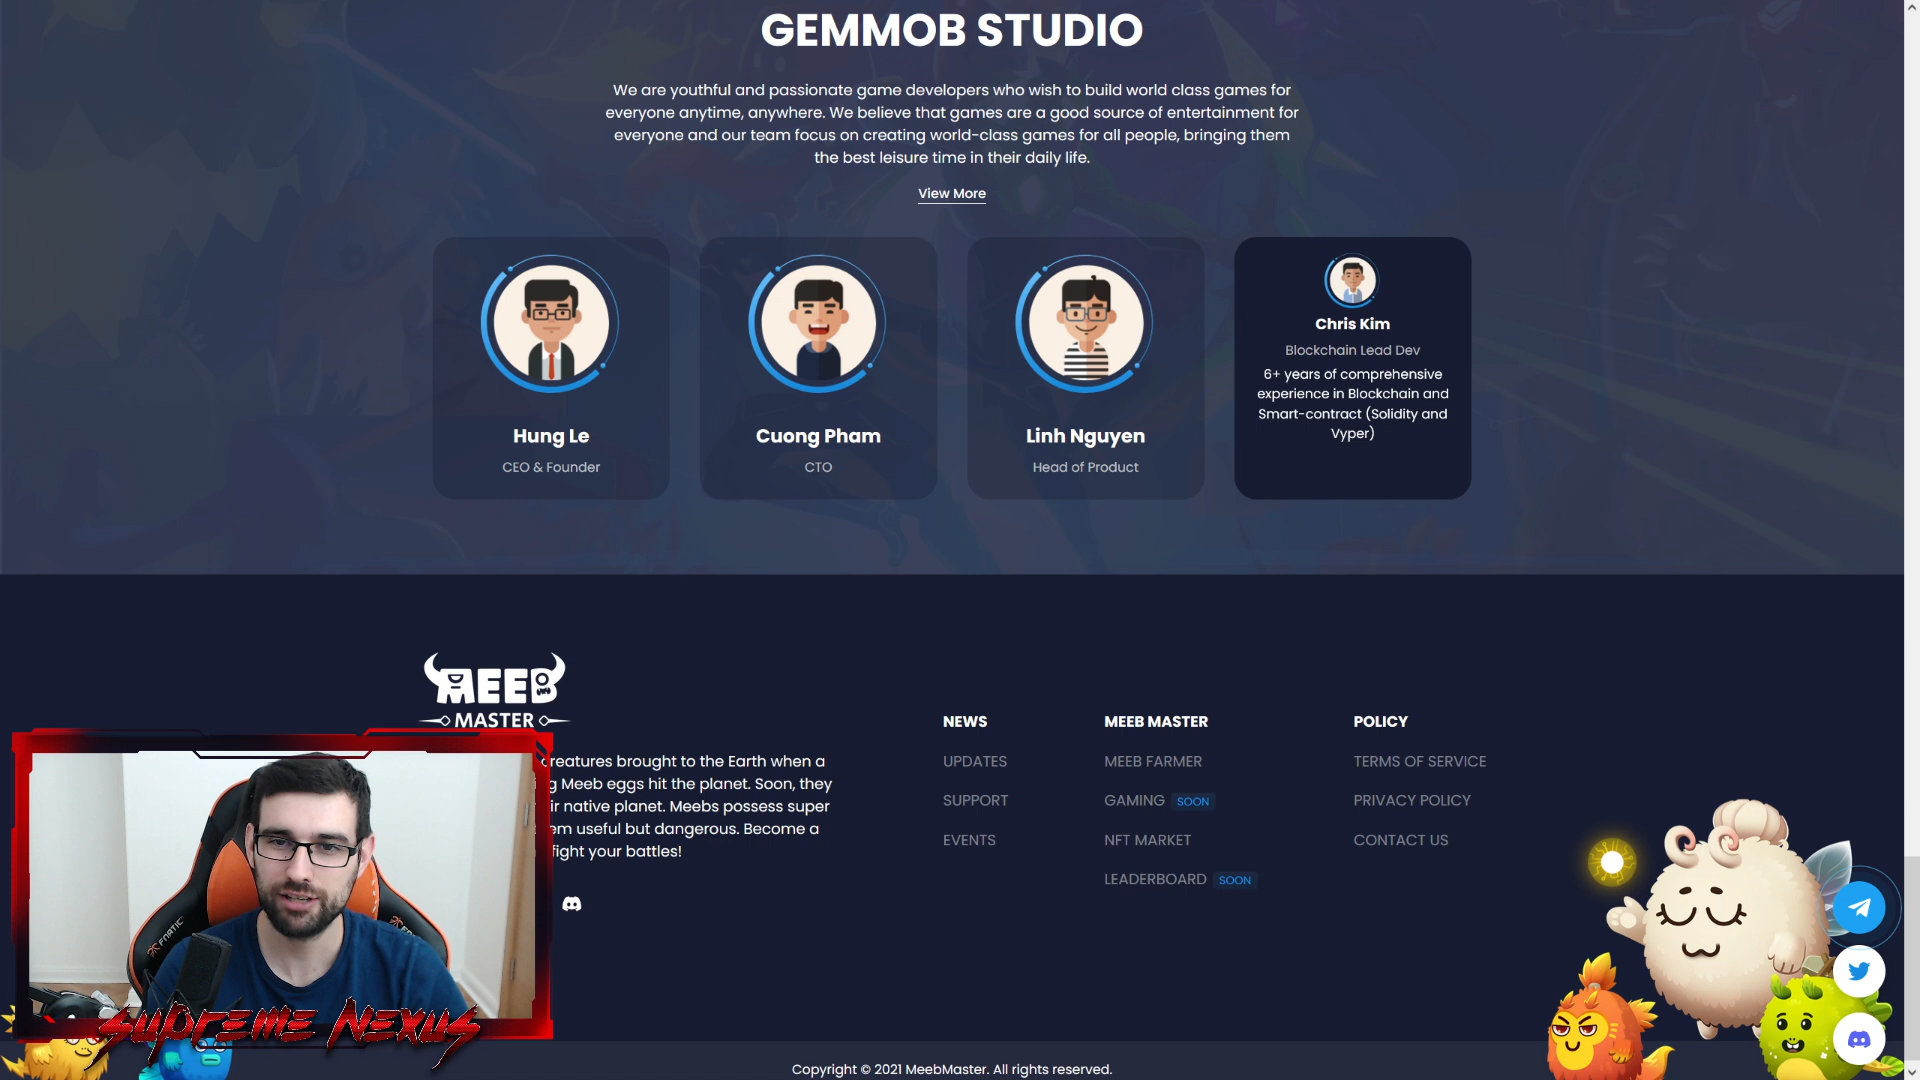 GEMMOB STUDIO
We are youthful and passionate game developers who wish to build world class games for
everyone anytime, anywhere. We believe that games are a good source of entertainment for
everyone and our team focus on creating world-class games for all people, bringing them
the best leisure time in their daily life.
View More
Hung Le
CEO & Founder
Cuong Pham
CTO
Linh Nguyen
Head of Product
Chris Kim
Blockchain Lead Dev
6+ years of comprehensive
experience in Blockchain and
Smart-contract (Solidity and
Vyper)
MEEB
MASTER
creatures brought to the Earth when a
g Meeb eggs hit the planet. Soon, they
ir native planet. Meebs possess super
em useful but dangerous. Become a
fight your battles!
NEWS
UPDATES
SUPPORT
EVENTS
MEEB MASTER
MEEB FARMER
GAMING SOON
NFT MARKET
LEADERBOARD SOON
POLICY
TERMS OF SERVICE
PRIVACY POLICY
CONTACT US
FNATIC
FNATIC
Supreme Nexus
Copyright © 2021 MeebMaster. All rights reserved.